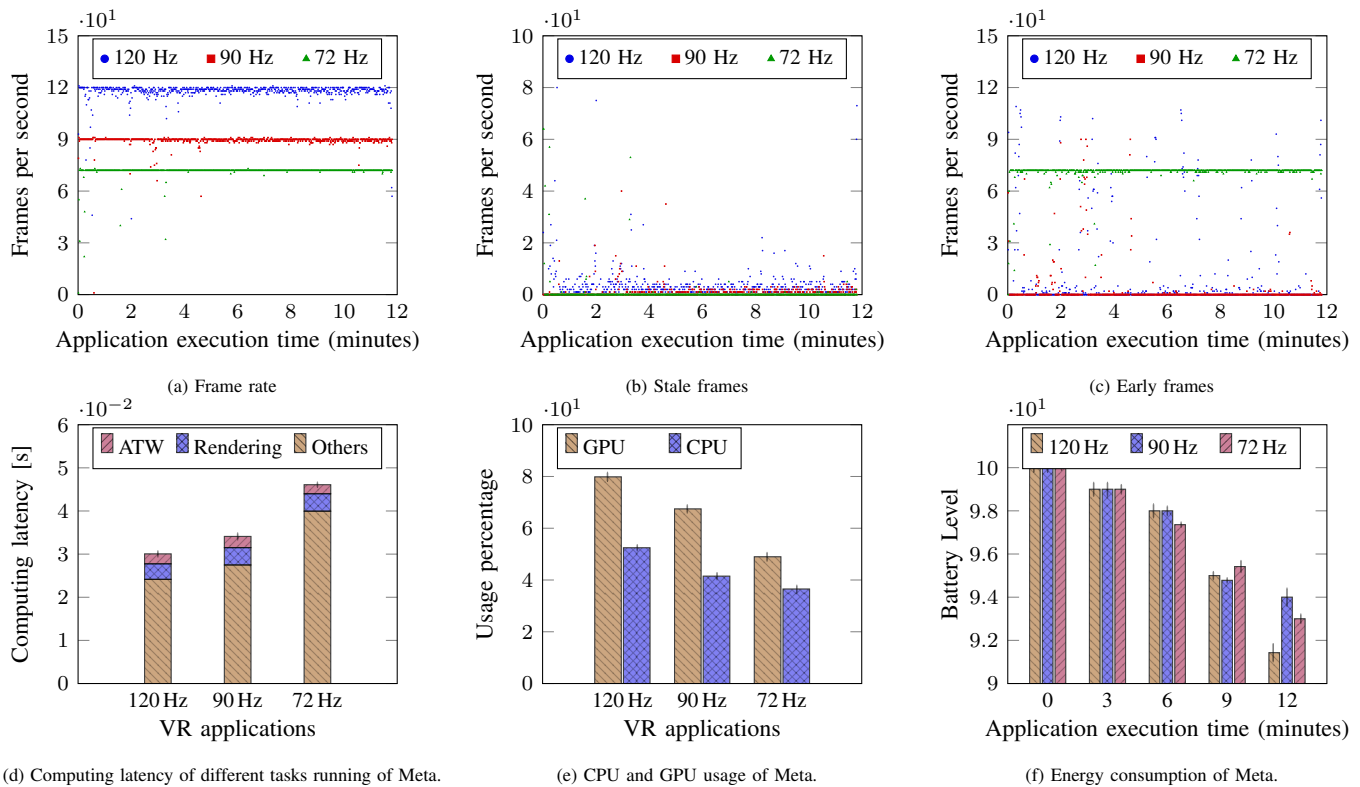 ·10^1
15
12
9
6
3
0
120 Hz 90 Hz 72 Hz
Frames per second
0 2 4 6 8 10 12
Application execution time (minutes)
(a) Frame rate
10
8
6
4
2
0
·10^1
120 Hz 90 Hz 72 Hz
Frames per second
0 2 4 6 8 10 12
Application execution time (minutes)
(b) Stale frames
·10^1
15
12
9
6
3
0
120 Hz 90 Hz 72 Hz
Frames per second
0 2 4 6 8 10 12
Application execution time (minutes)
(c) Early frames
·10^−2
6
5
4
3
2
0
ATW Rendering Others
Computing latency [s]
120 Hz 90 Hz 72 Hz
VR applications
(d) Computing latency of different tasks running of Meta.
·10^1
10
8
6
4
2
0
GPU CPU
Usage percentage
120 Hz 90 Hz 72 Hz
VR applications
(e) CPU and GPU usage of Meta.
·10^1
10
9.6
9.4
9.2
9
120 Hz 90 Hz 72 Hz
Battery Level
0 3 6 9 12
Application execution time (minutes)
(f) Energy consumption of Meta.